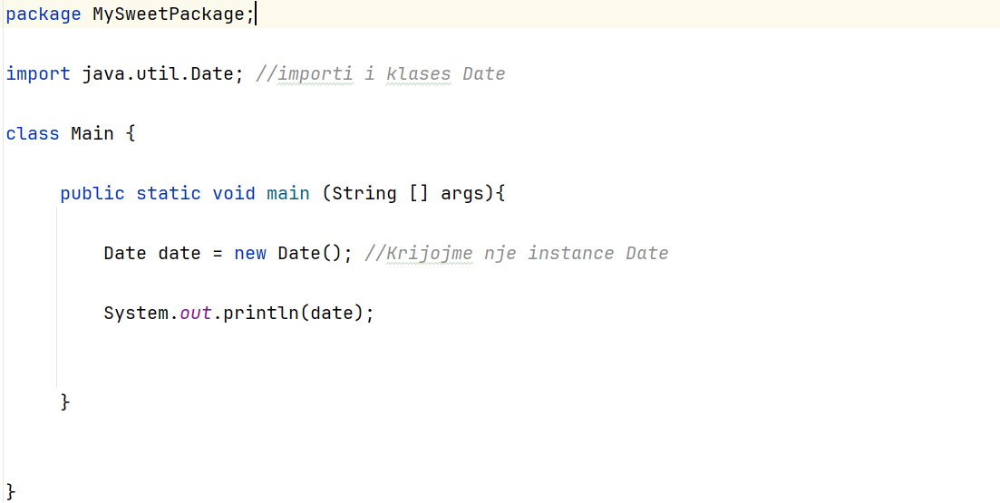 package MySweetPackage;
import java.util.Date; //importi i klases Date
class Main {
public static void main (String [] args){
Date date = new Date(); //Krijojme nje instance Date
System.out.println(date);
}
}